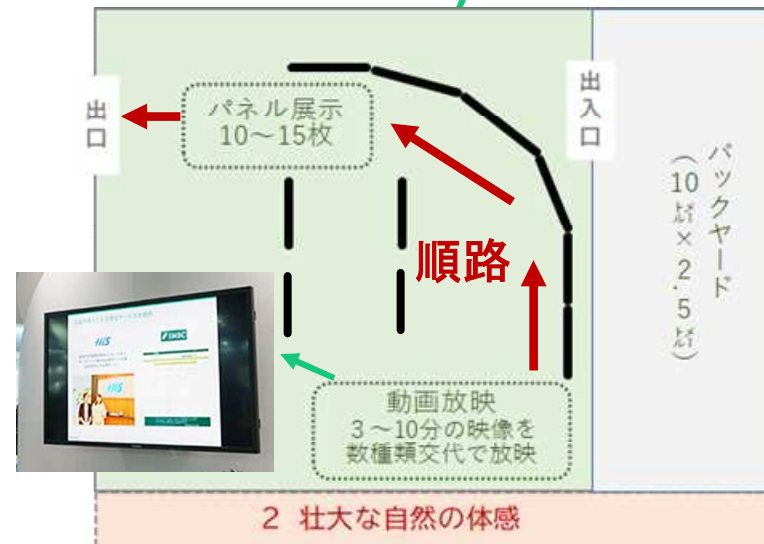 出口
パネル展示
10～15枚
出入口
バックヤード
（10㍍×2.5㍍）
順路
HIS
SMBC
HIS
動画放映
3～10分の映像を
数種類交代で放映
2 壮大な自然の体感